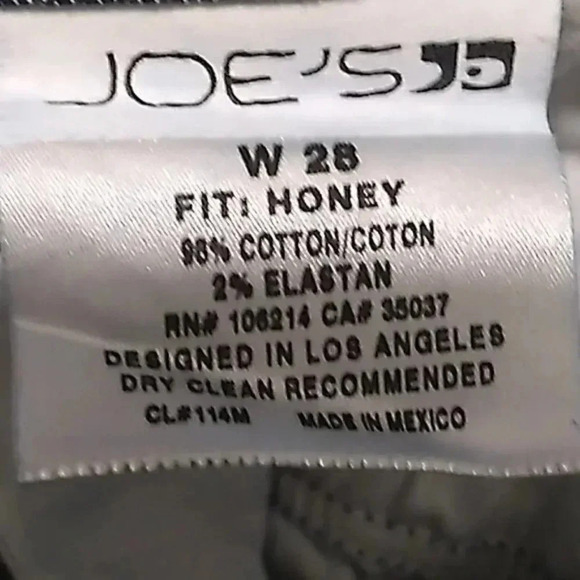 JOE'S
W 28
FIT: HONEY
98% COTTON/COTON
2% ELASTAN
RN# 106214 CA# 35037
DESIGNED IN LOS ANGELES
DRY CLEAN RECOMMENDED
CL#114M MADE IN MEXICO